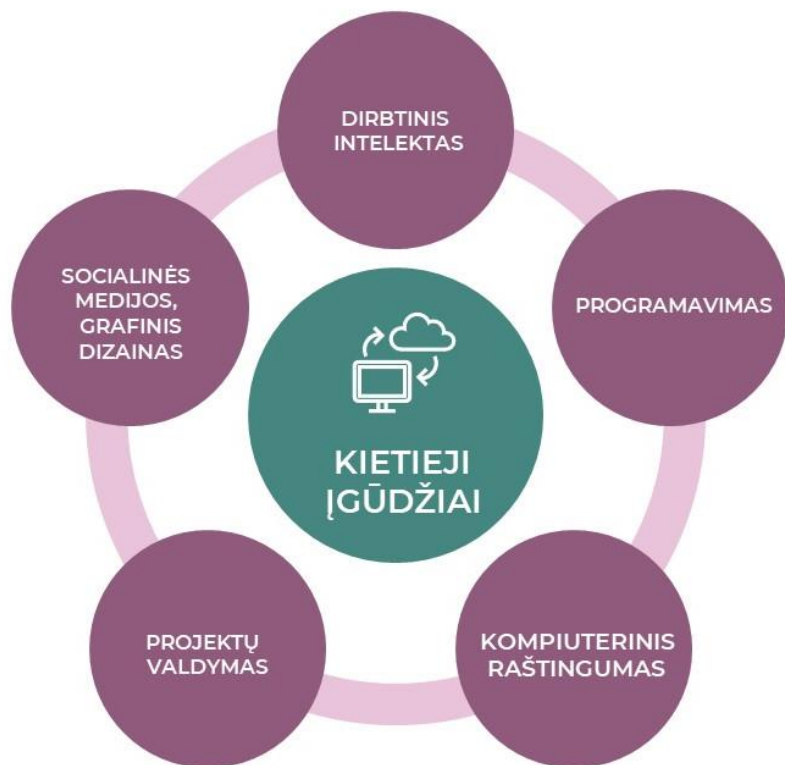 DIRBTINIS
INTELEKTAS
PROGRAMAVIMAS
KOMPIUTERINIS
RAŠTINGUMAS
PROJEKTŲ
VALDYMAS
SOCIALINĖS
MEDIJOS,
GRAFINIS
DIZAINAS
KIETIEJI
ĮGŪDŽIAI